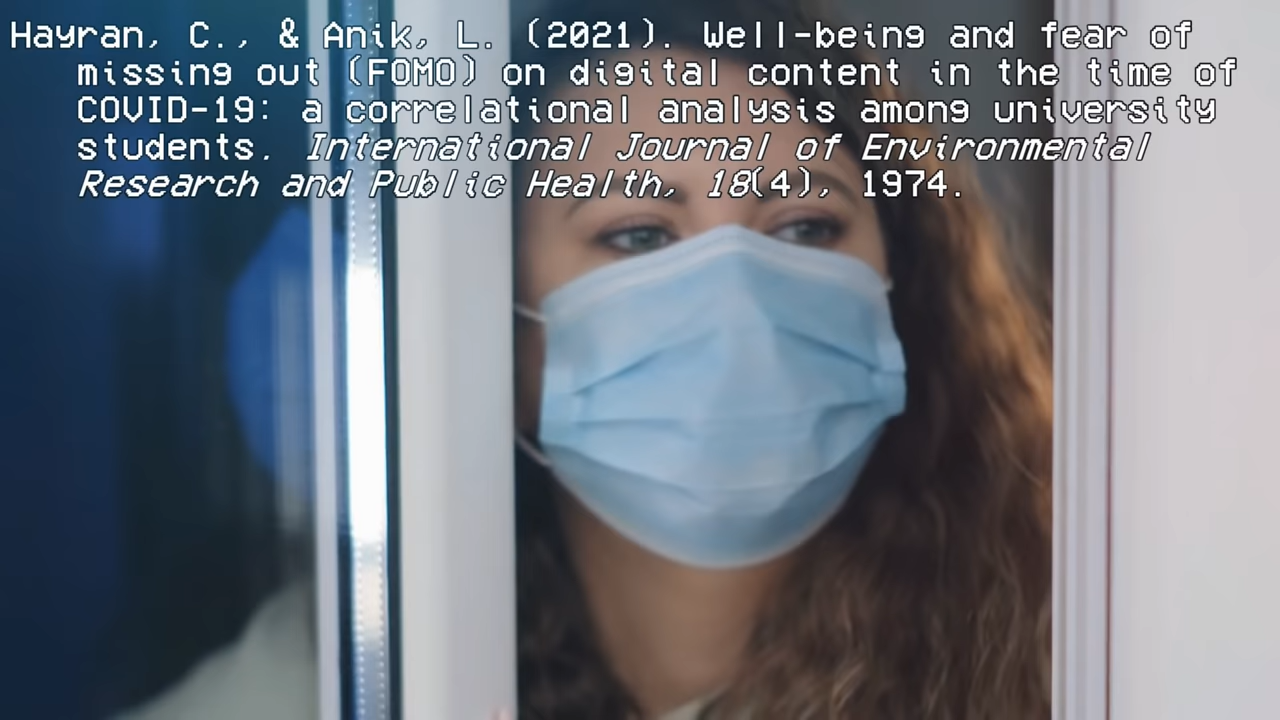 Hayran, C., & Anik, L. (2021). Well-being and fear of
missing out (FOMO) on digital content in the time of
COVID-19: a correlational analysis among university
students. International Journal of Environmental
Research and Public Health, 18(4), 1974.